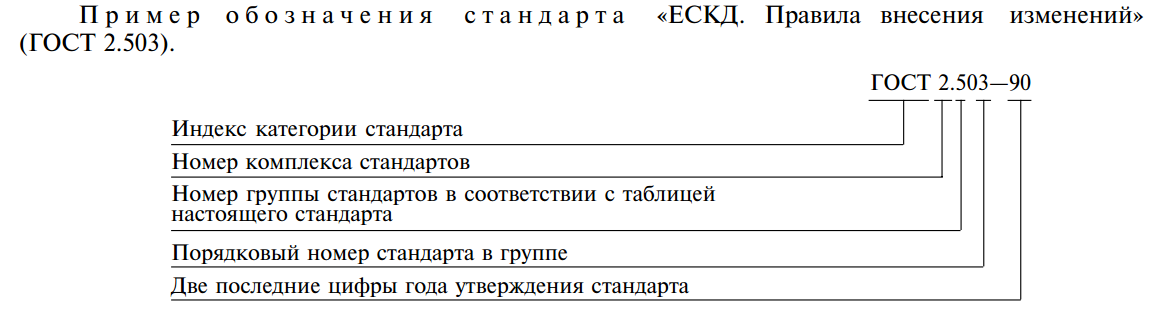 Пример обозначения стандарта «ЕСКД. Правила внесения изменений»
(ГОСТ 2.503).
ГОСТ 2.503—90
Индекс категории стандарта
Номер комплекса стандартов
Номер группы стандартов в соответствии с таблицей
настоящего стандарта
Порядковый номер стандарта в группе
Две последние цифры года утверждения стандарта